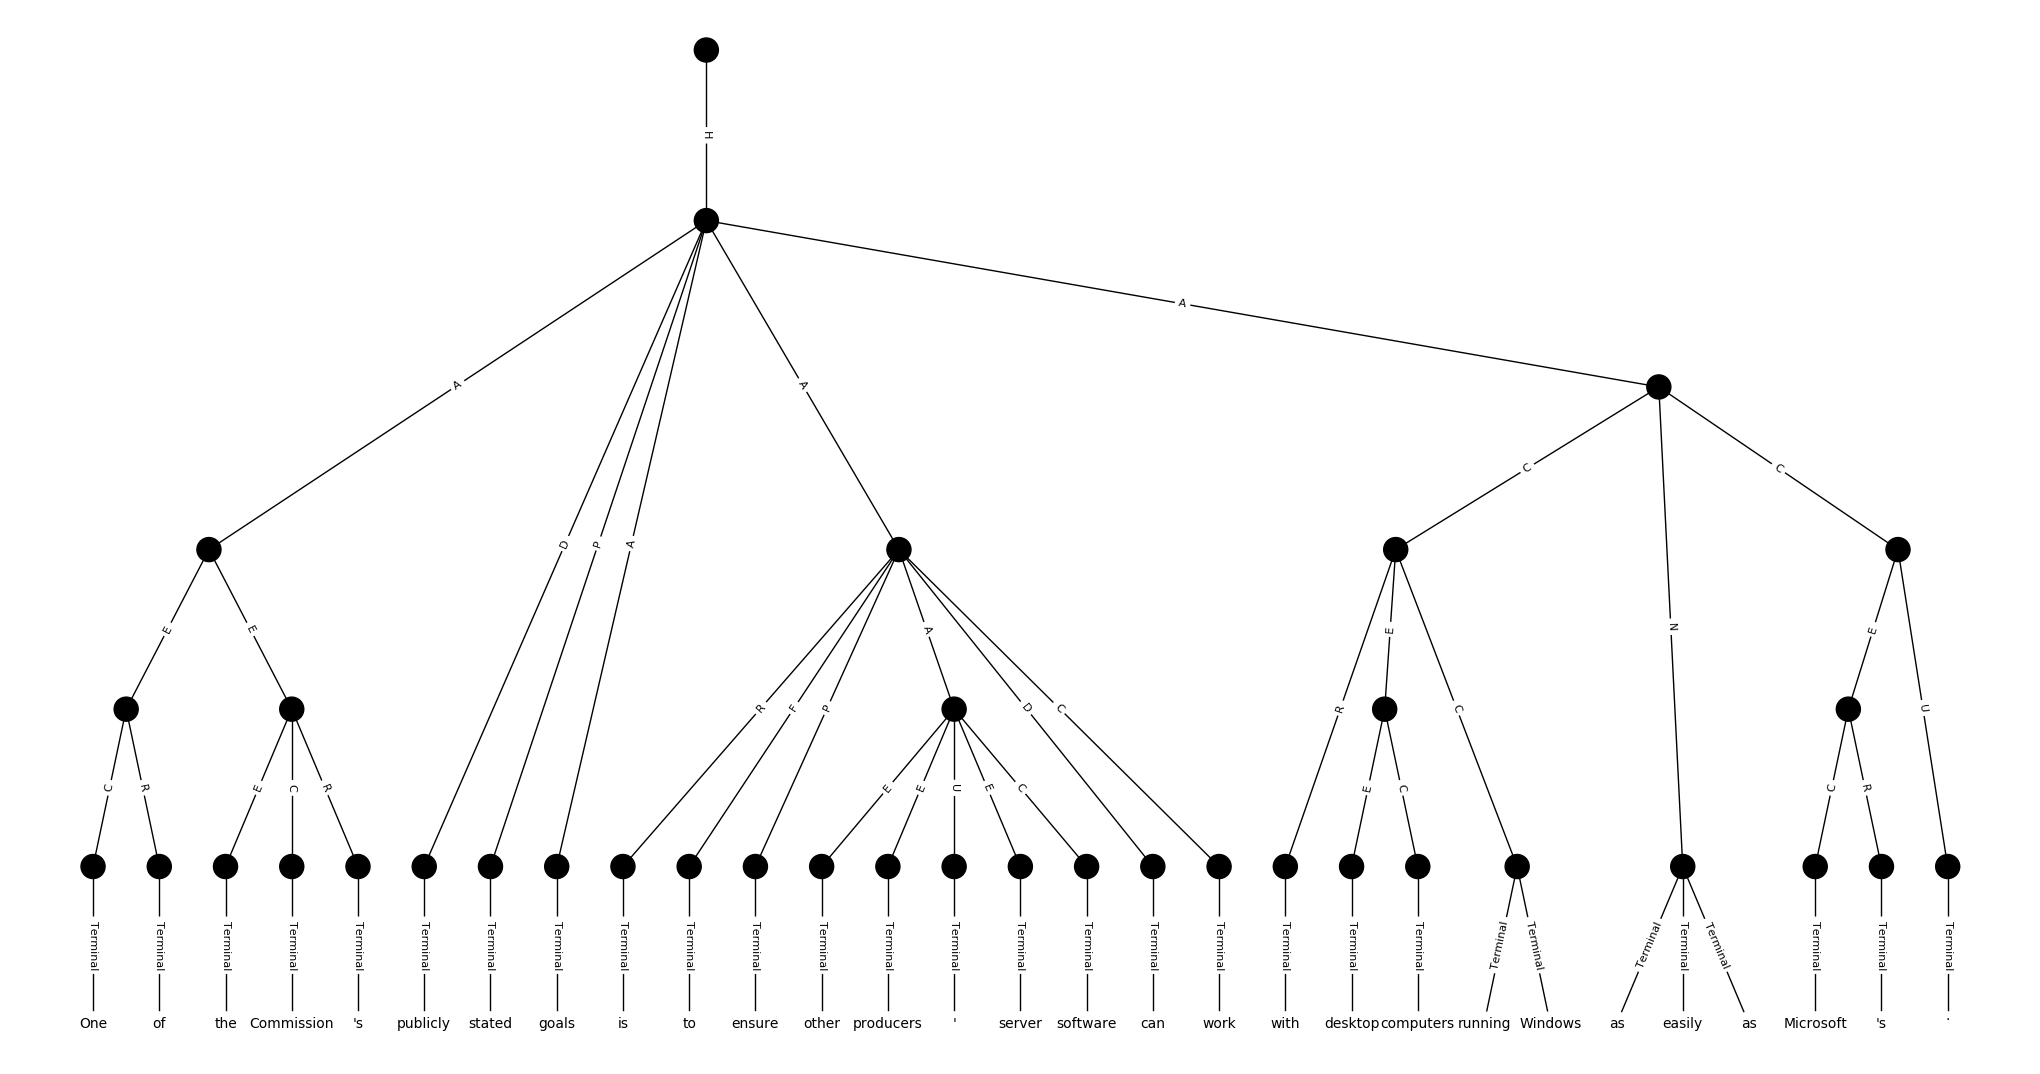 H
A
A
D
P
A
A
C
C
E
E
A
E
N
E
R
F
P
D
C
R
C
U
C
R
E
C
R
E
E
U
E
C
E
C
C
R
Terminal Terminal Terminal Terminal Terminal Terminal Terminal Terminal Terminal Terminal Terminal Terminal Terminal Terminal Terminal Terminal Terminal Terminal Terminal Terminal Terminal Terminal Terminal Terminal Terminal Terminal Terminal Terminal Terminal
One of the Commission 's publicly stated goals is to ensure other producers ' server software can work with desktop computers running Windows as easily as Microsoft 's .